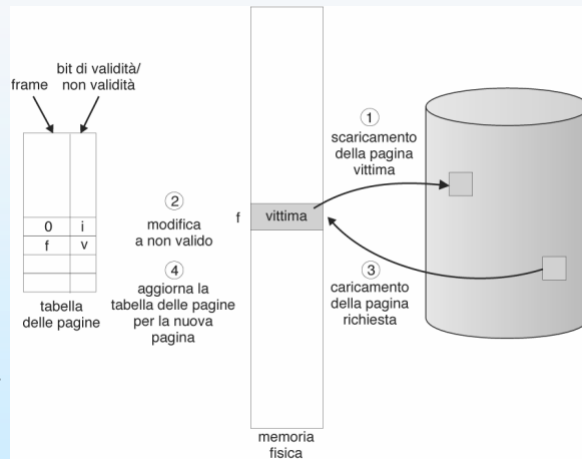 bit di validità/
non validità
frame
0 i
f v
tabella
delle pagine
2
modifica
a non valido
4
aggiorna la
tabella delle pagine
per la nuova
pagina
f
vittima
1
scaricamento
della pagina
vittima
3
caricamento
della pagina
richiesta
memoria
fisica